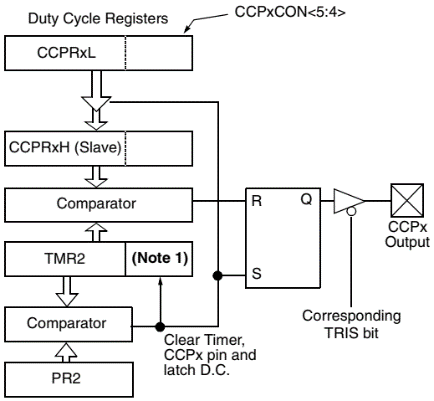 Duty Cycle Registers
CCPxCON<5:4>
CCPRxL
CCPRxH (Slave)
Comparator
R
Q
S
CCPx
Output
TMR2
(Note 1)
Comparator
Clear Timer,
CCPx pin and
latch D.C.
Corresponding
TRIS bit
PR2